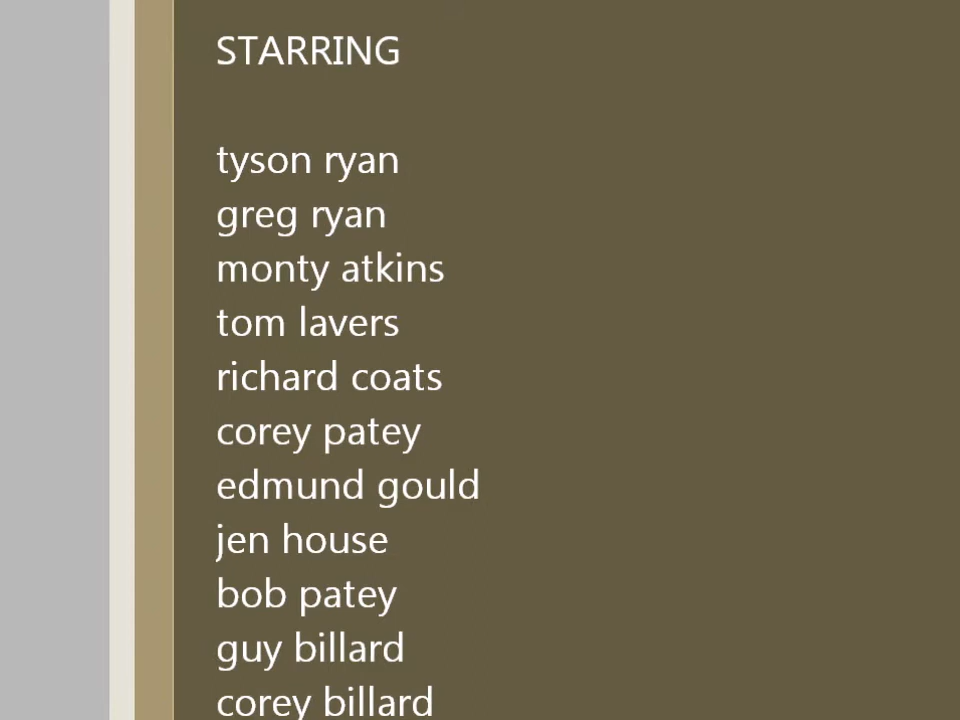 STARRING
tyson ryan
greg ryan
monty atkins
tom lavers
richard coats
corey patey
edmund gould
jen house
bob patey
guy billard
corey billard